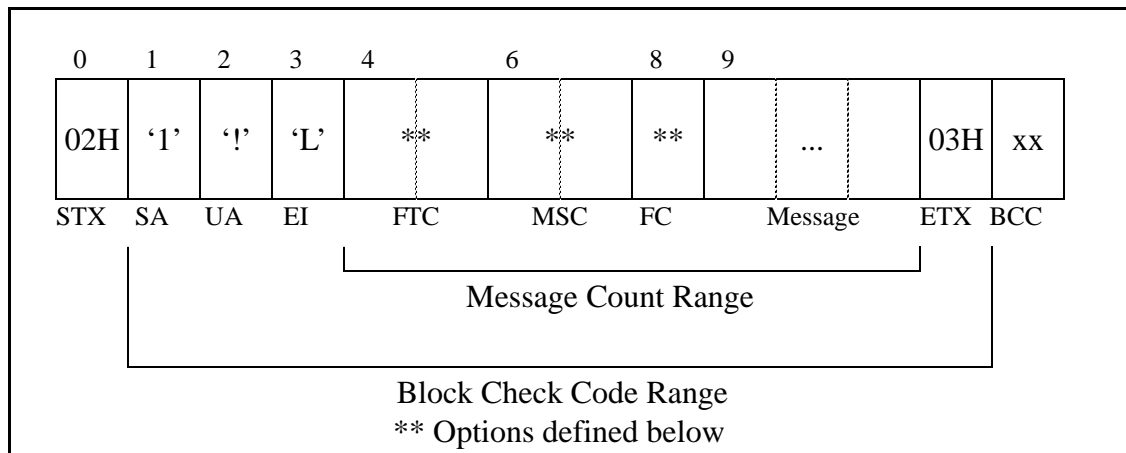 0 1 2 3 4 6 8 9
02H ‘1’ ‘!’ ‘L’ ** ** ** ... 03H xx
STX SA UA EI FTC MSC FC Message ETX BCC
Message Count Range
Block Check Code Range
** Options defined below